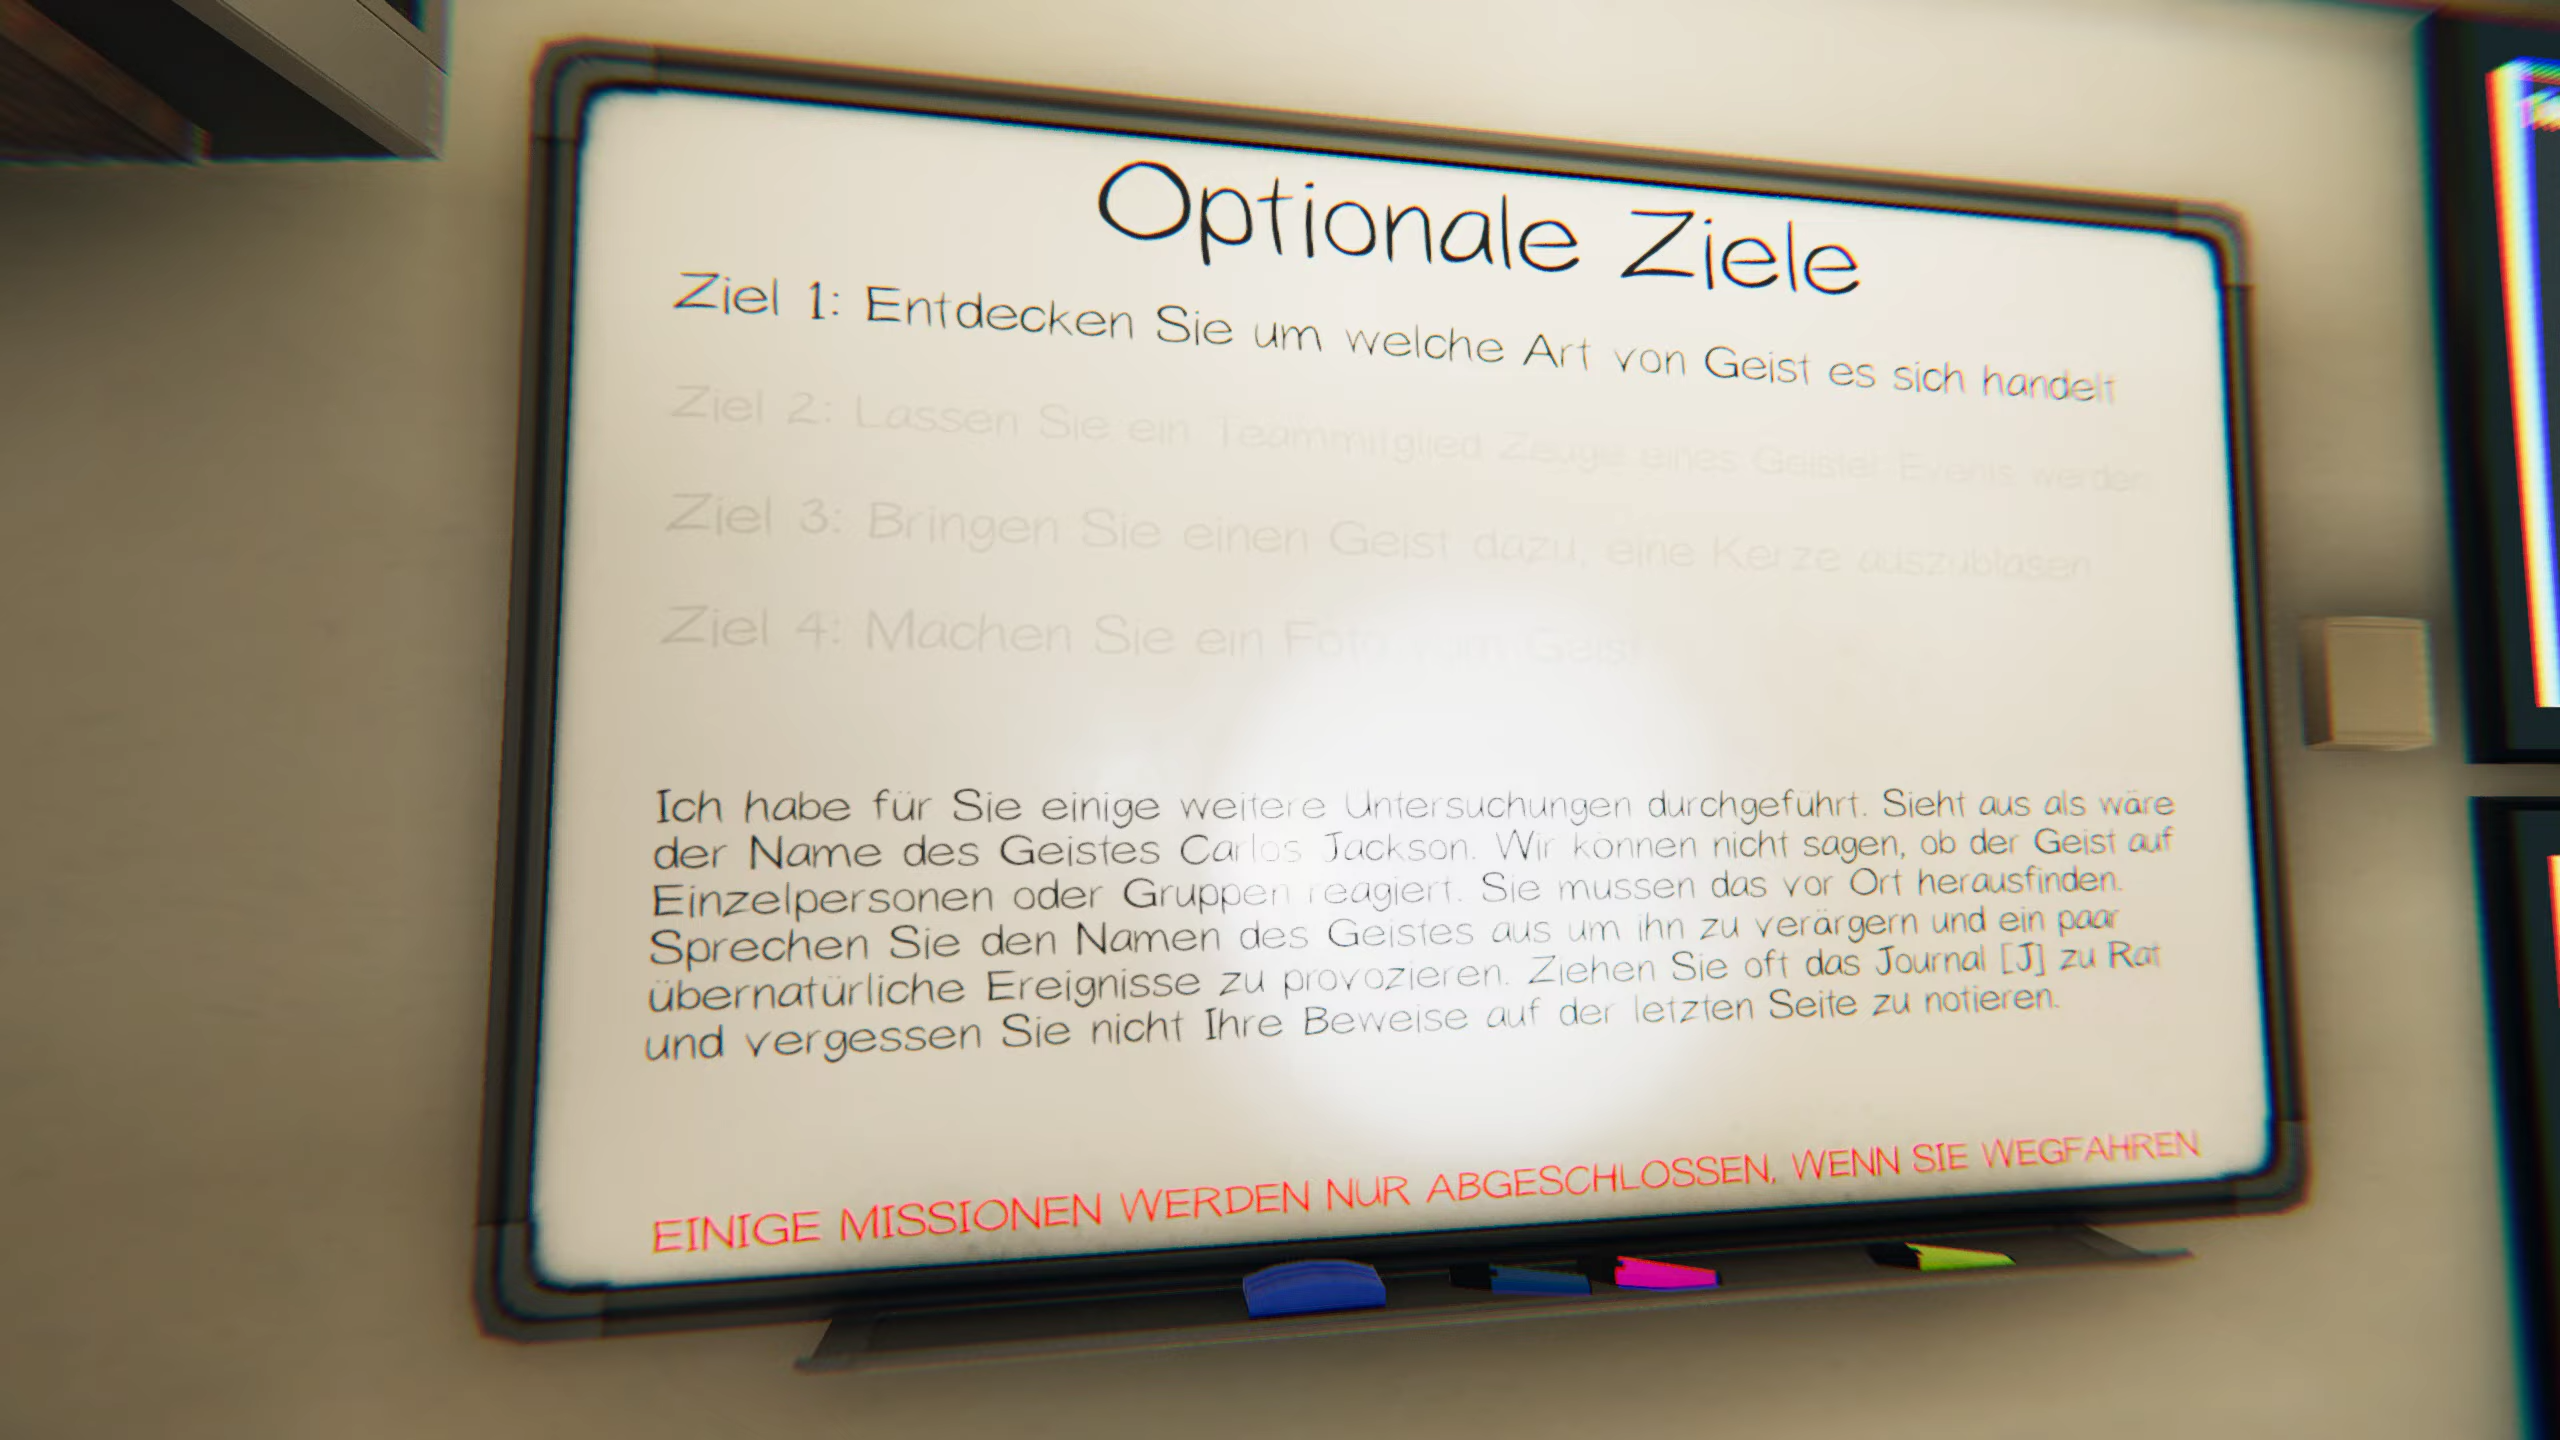 Optionale Ziele
Ziel 1: Entdecken Sie um welche Art von Geist es sich handelt
Ziel 2: Lassen Sie ein Teammitglied Zeuge eines Geister Events werden
Ziel 3: Bringen Sie einen Geist dazu, eine Kerze auszublasen
Ziel 4: Machen Sie ein Foto vom Geist
Ich habe für Sie einige weitere Untersuchungen durchgeführt. Sieht aus als wäre
der Name des Geistes Carlos Jackson. Wir können nicht sagen, ob der Geist auf
Einzelpersonen oder Gruppen reagiert. Sie müssen das vor Ort herausfinden.
Sprechen Sie den Namen des Geistes aus um ihn zu verärgern und ein paar
übernatürliche Ereignisse zu provozieren. Ziehen Sie oft das Journal [J] zu Rat
und vergessen Sie nicht Ihre Beweise auf der letzten Seite zu notieren.
EINIGE MISSIONEN WERDEN NUR ABGESCHLOSSEN, WENN SIE WEGFAHREN